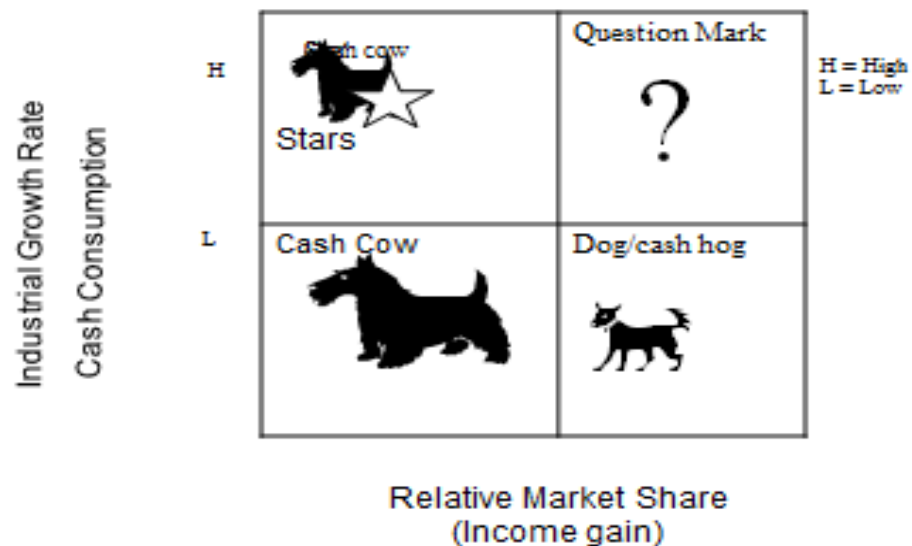 Industrial Growth Rate
Cash Consumption
H
L
cow
Stars
Question Mark
?
H = High
L = Low
Cash Cow
Dog/cash hog
Relative Market Share
(Income gain)